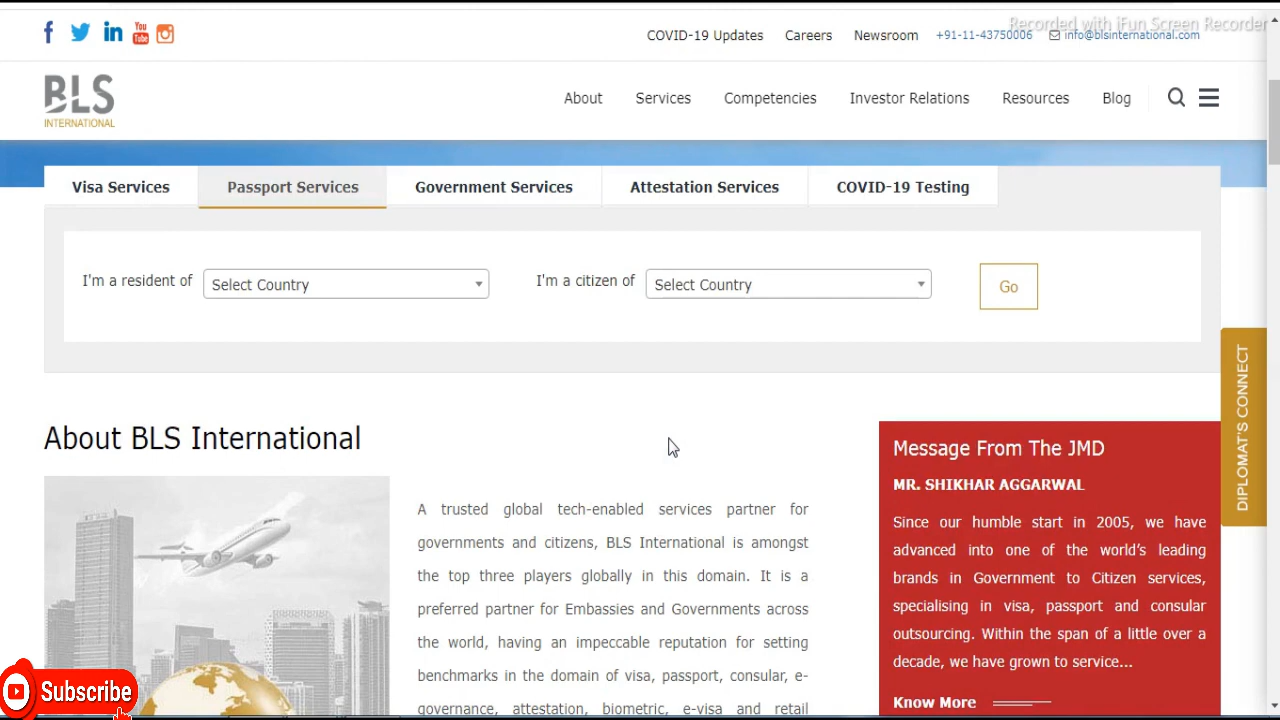 Recorded with iFun Screen Recorder
You
Tube
COVID-19 Updates Careers Newsroom +91-11-43750006 info@blsinternational.com
BLS
INTERNATIONAL
About Services Competencies Investor Relations Resources Blog
Visa Services Passport Services Government Services Attestation Services COVID-19 Testing
I'm a resident of Select Country I'm a citizen of Select Country Go
DIPLOMAT'S CONNECT
About BLS International
A trusted global tech-enabled services partner for
governments and citizens, BLS International is amongst
the top three players globally in this domain. It is a
preferred partner for Embassies and Governments across
the world, having an impeccable reputation for setting
benchmarks in the domain of visa, passport, consular, e-
governance, attestation, biometric, e-visa and retail
Message From The JMD
MR. SHIKHAR AGGARWAL
Since our humble start in 2005, we have
advanced into one of the world's leading
brands in Government to Citizen services,
specialising in visa, passport and consular
outsourcing. Within the span of a little over a
decade, we have grown to service...
Know More
Subscribe